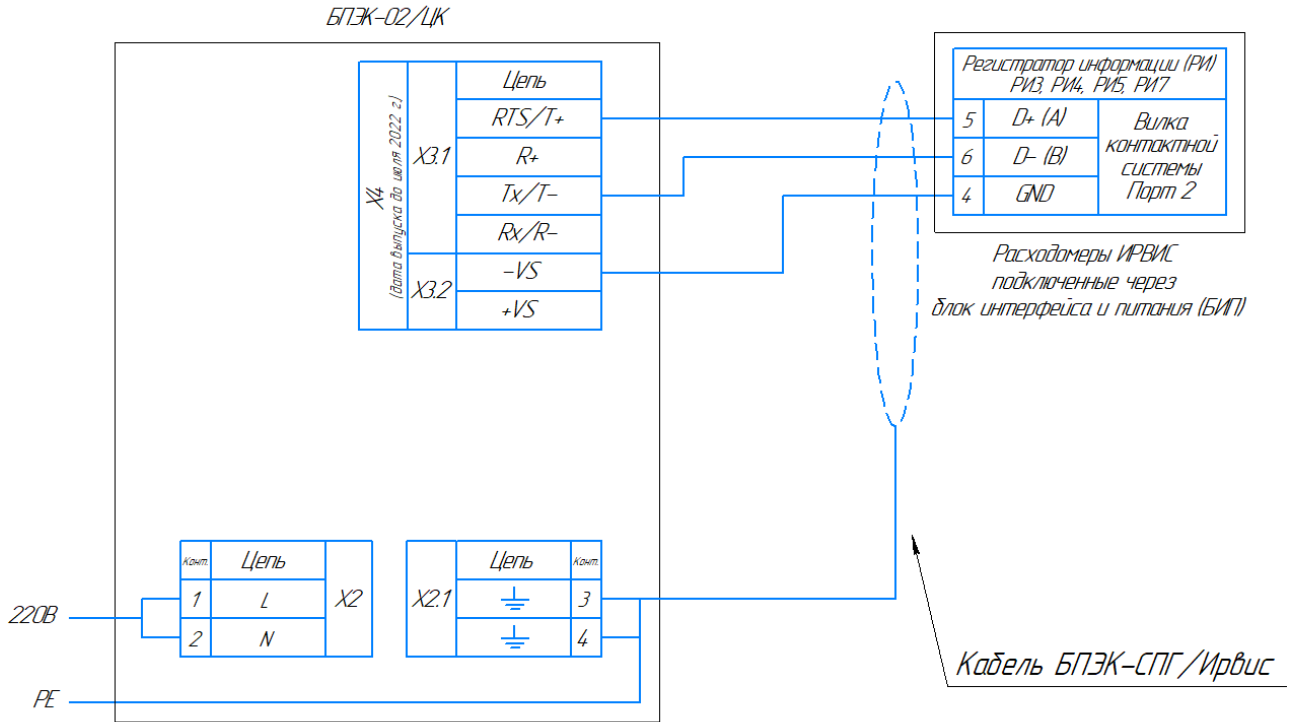 БПЭК-02/ЦК
X4
(дата выпуска до июля 2022 г.)
X3.1
X3.2
Цепь
RTS/T+
R+
Tx/T-
Rx/R-
-VS
+VS
Регистратор информации (РИ)
РИ3, РИ4, РИ5, РИ7
5 D+ (A)
6 D- (B)
4 GND
Вилка
контактной
системы
Порт 2
Расходомеры ИРВИС
подключенные через
блок интерфейса и питания (БИП)
Конт. Цепь
1 L
2 N
X2
X2.1
Цепь Конт.
3
4
220В
PE
Кабель БПЭК-СПГ/Ирвис